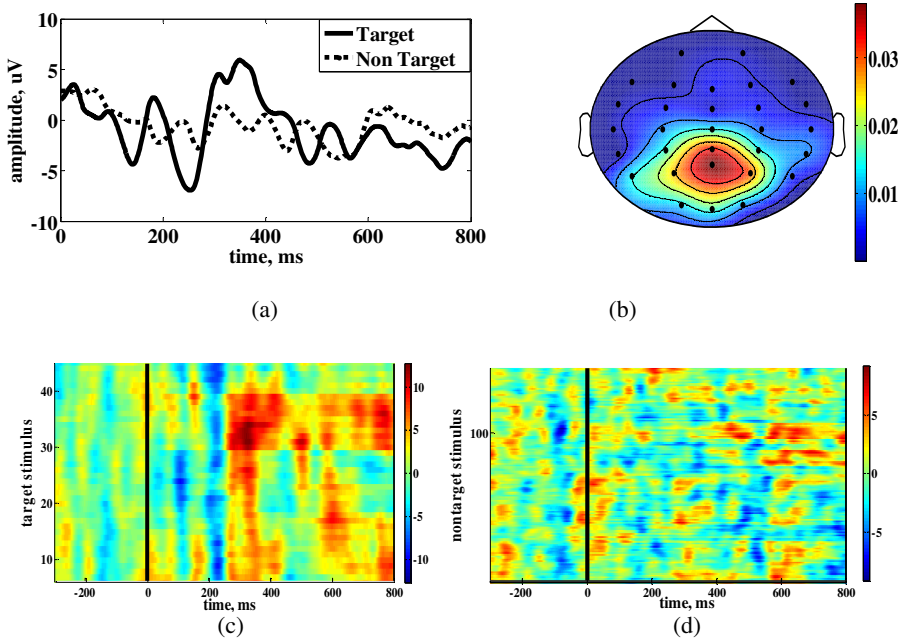 10
5
0
-5
-10
amplitude, uV
Target
Non Target
0 200 400 600 800
time, ms
(a)
0.03
0.02
0.01
(b)
40
30
20
10
target stimulus
-200 0 200 400 600 800
time, ms
10
5
0
-5
-10
(c)
100
nontarget stimulus
-200 0 200 400 600 800
time, ms
5
0
-5
(d)